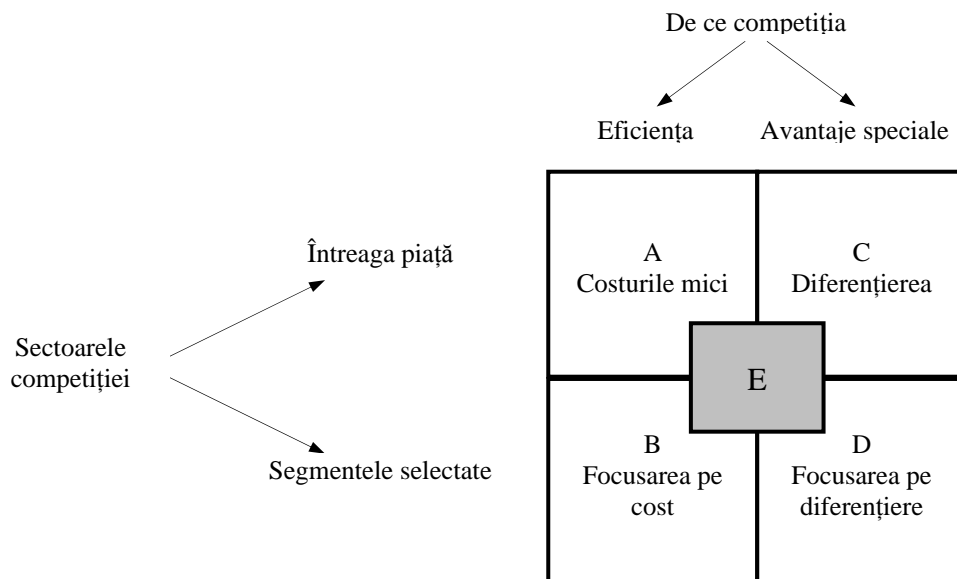 De ce competiția
Eficiența
Avantaje speciale
Întreaga piață
A
Costurile mici
C
Diferențierea
Sectoarele
competiției
E
Segmentele selectate
B
Focusarea pe
cost
D
Focusarea pe
diferențiere